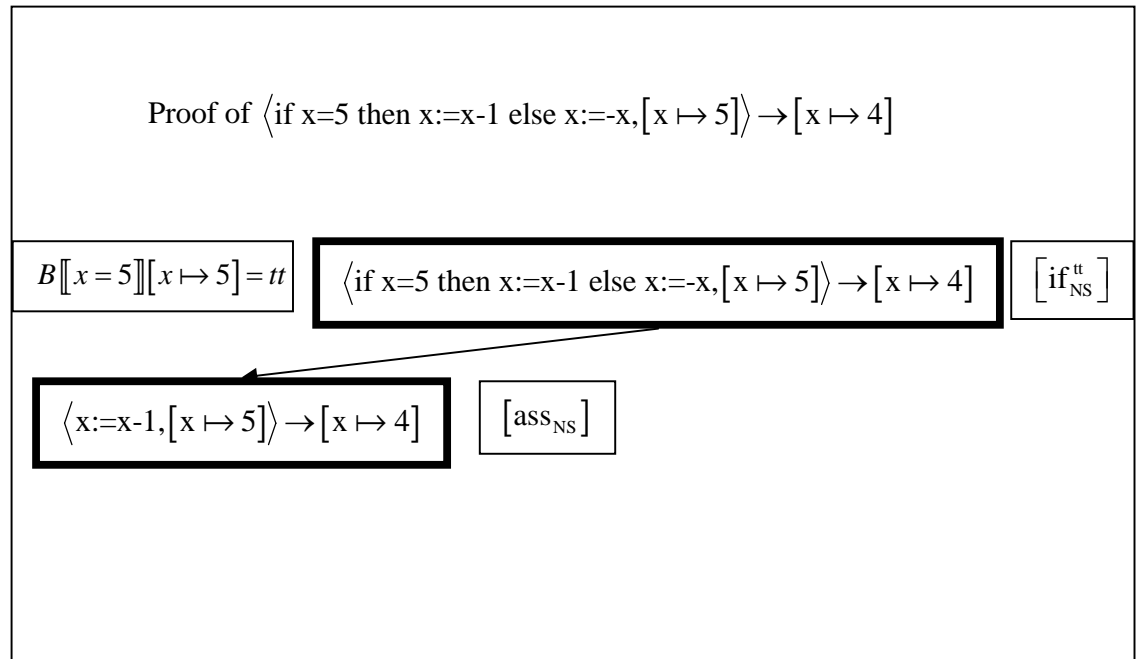 Proof of ⟨if x=5 then x:=x-1 else x:=-x,[x ↦ 5]⟩ → [x ↦ 4]
B⟦x = 5⟧[x ↦ 5] = tt ⟨if x=5 then x:=x-1 else x:=-x,[x ↦ 5]⟩ → [x ↦ 4] [if_NS^tt]
⟨x:=x-1,[x ↦ 5]⟩ → [x ↦ 4] [ass_NS]